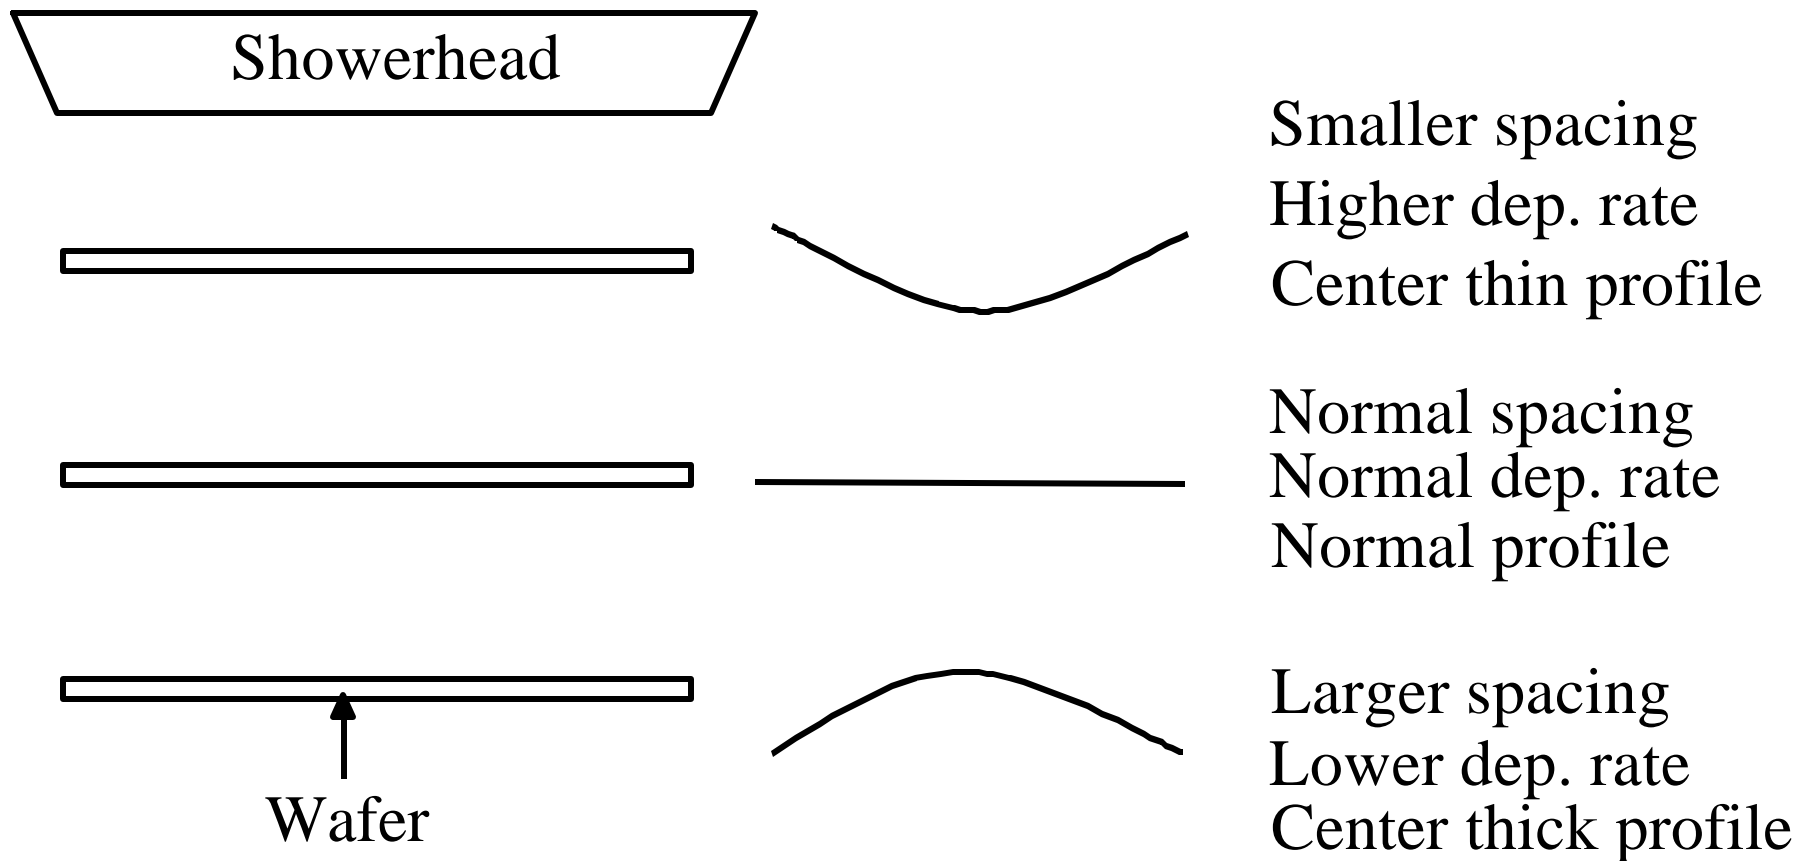 Showerhead
Smaller spacing
Higher dep. rate
Center thin profile
Normal spacing
Normal dep. rate
Normal profile
Larger spacing
Lower dep. rate
Center thick profile
Wafer